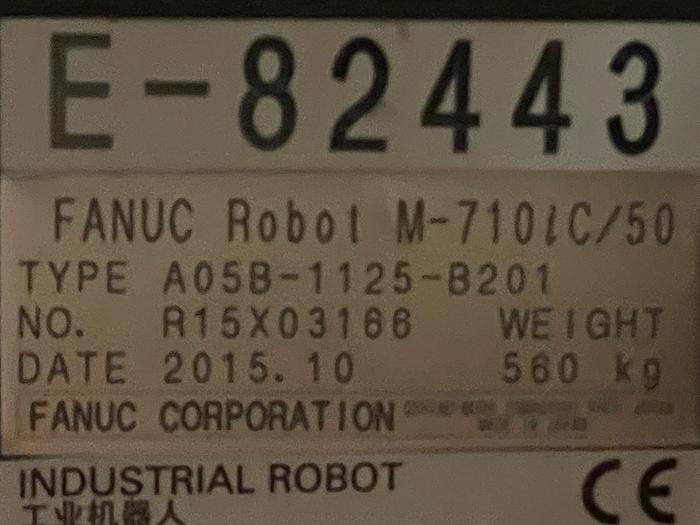 E-82443
FANUC Robot M-710iC/50
TYPE A05B-1125-B201
NO. R15X03166 WEIGHT
DATE 2015.10 560 kg
FANUC CORPORATION
INDUSTRIAL ROBOT
工业机器人
CE